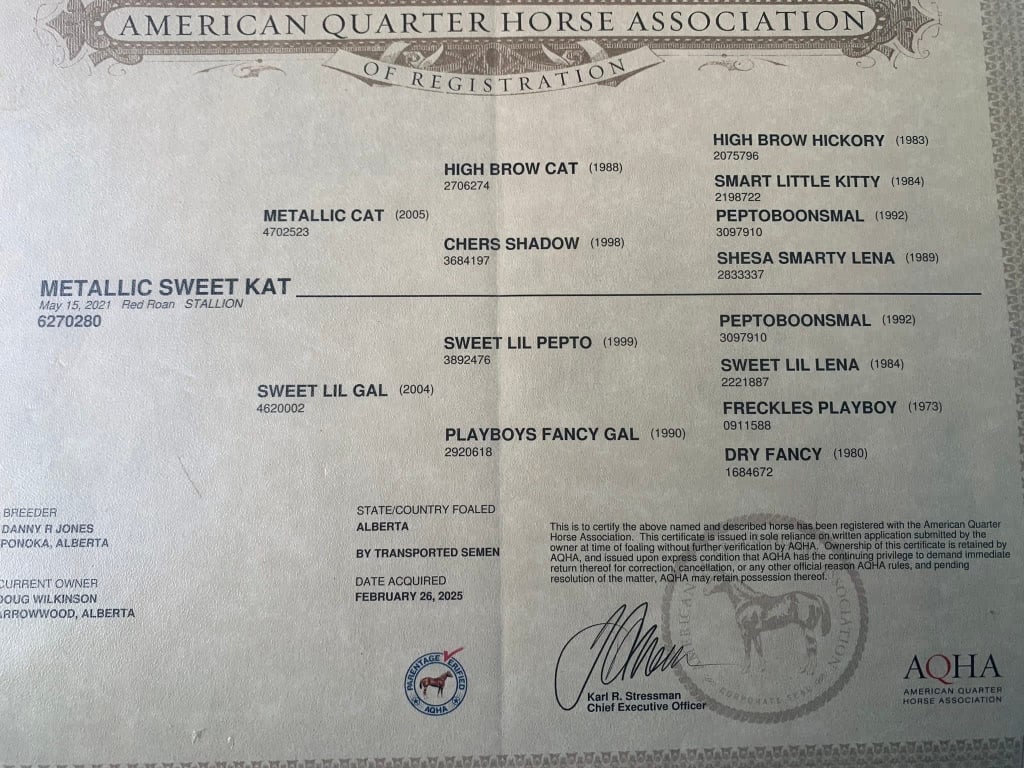 AMERICAN QUARTER HORSE ASSOCIATION
OF REGISTRATION
HIGH BROW HICKORY (1983)
2075796
HIGH BROW CAT (1988)
2706274
SMART LITTLE KITTY (1984)
2198722
METALLIC CAT (2005)
4702523
PEPTOBOONSMAL (1992)
3097910
CHERS SHADOW (1998)
3684197
SHESA SMARTY LENA (1989)
2833337
METALLIC SWEET KAT
May 15, 2021 Red Roan STALLION
6270280
PEPTOBOONSMAL (1992)
3097910
SWEET LIL PEPTO (1999)
3892476
SWEET LIL LENA (1984)
2221887
SWEET LIL GAL (2004)
4620002
FRECKLES PLAYBOY (1973)
0911588
PLAYBOYS FANCY GAL (1990)
2920618
DRY FANCY (1980)
1684672
BREEDER
DANNY R JONES
PONOKA, ALBERTA
CURRENT OWNER
DOUG WILKINSON
ARROWWOOD, ALBERTA
STATE/COUNTRY FOALED
ALBERTA
BY TRANSPORTED SEMEN
DATE ACQUIRED
FEBRUARY 26, 2025
This is to certify the above named and described horse has been registered with the American Quarter
Horse Association. This certificate is issued in sole reliance on written application submitted by the
owner at time of foaling without further verification by AQHA. Ownership of this certificate is retained by
AQHA, and issued upon express condition that AQHA has the continuing privilege to demand immediate
return thereof for correction, cancellation, or any other official reason AQHA rules, and pending
resolution of the matter, AQHA may retain possession thereof.
PARENTAGE VERIFIED
AQHA
Karl R. Stressman
Chief Executive Officer
CORPORATE SEAL
AQHA
AMERICAN QUARTER
HORSE ASSOCIATION